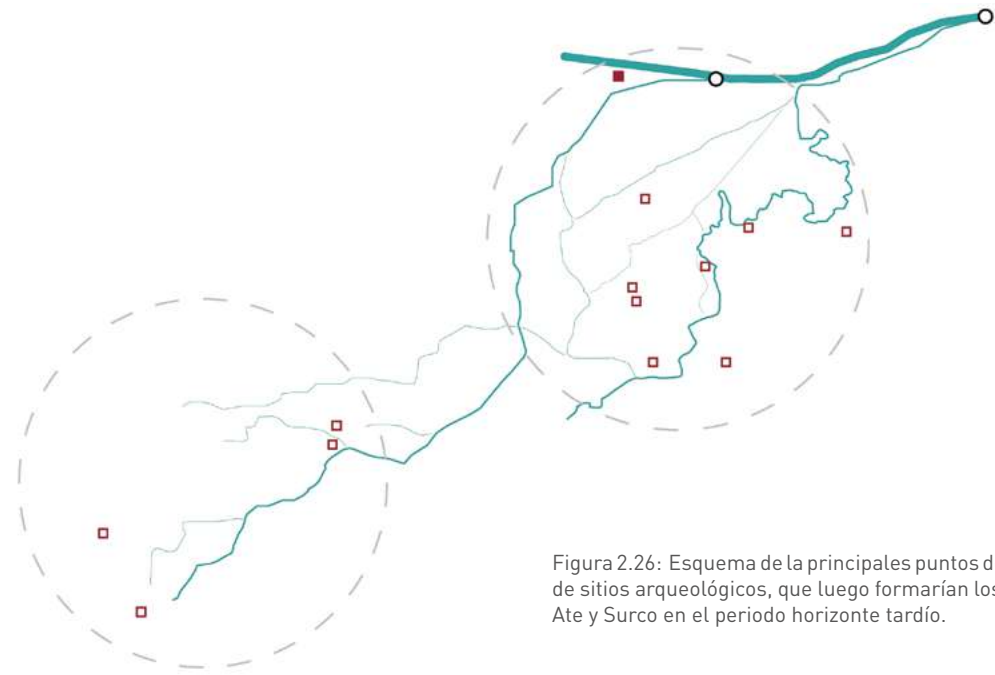 Figura 2.26: Esquema de la principales puntos d
de sitios arqueológicos, que luego formarían los
Ate y Surco en el periodo horizonte tardío.